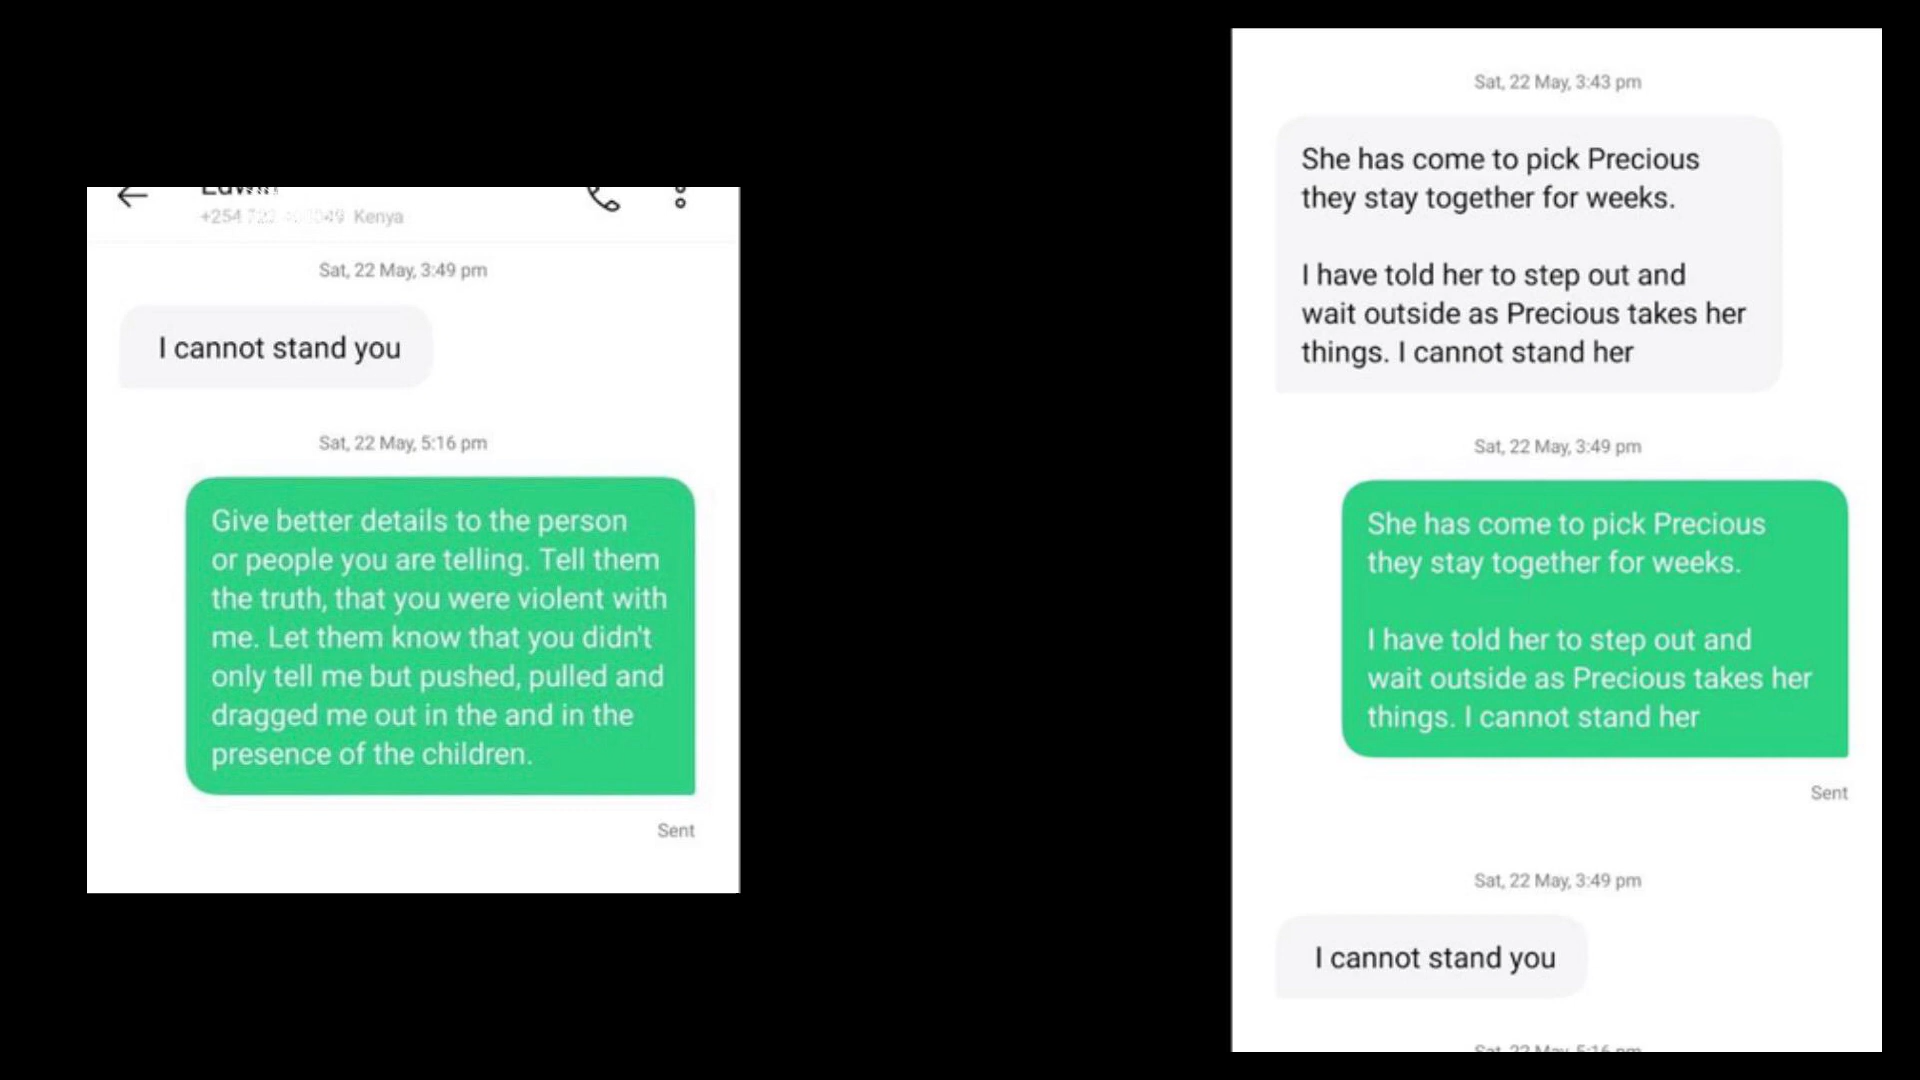 +254 Kenya
Sat, 22 May, 3:49 pm
I cannot stand you
Sat, 22 May, 5:16 pm
Give better details to the person
or people you are telling. Tell them
the truth, that you were violent with
me. Let them know that you didn't
only tell me but pushed, pulled and
dragged me out in the and in the
presence of the children.
Sent
Sat, 22 May, 3:43 pm
She has come to pick Precious
they stay together for weeks.
I have told her to step out and
wait outside as Precious takes her
things. I cannot stand her
Sat, 22 May, 3:49 pm
She has come to pick Precious
they stay together for weeks.
I have told her to step out and
wait outside as Precious takes her
things. I cannot stand her
Sent
Sat, 22 May, 3:49 pm
I cannot stand you
Sat, 22 May, 5:16 pm